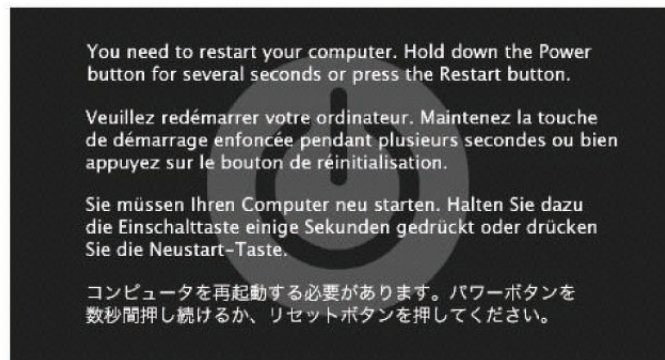 You need to restart your computer. Hold down the Power
button for several seconds or press the Restart button.
Veuillez redémarrer votre ordinateur. Maintenez la touche
de démarrage enfoncée pendant plusieurs secondes ou bien
appuyez sur le bouton de réinitialisation.
Sie müssen Ihren Computer neu starten. Halten Sie dazu
die Einschalttaste einige Sekunden gedrückt oder drücken
Sie die Neustart-Taste.
コンピュータを再起動する必要があります。パワーボタンを
数秒間押し続けるか、リセットボタンを押してください。